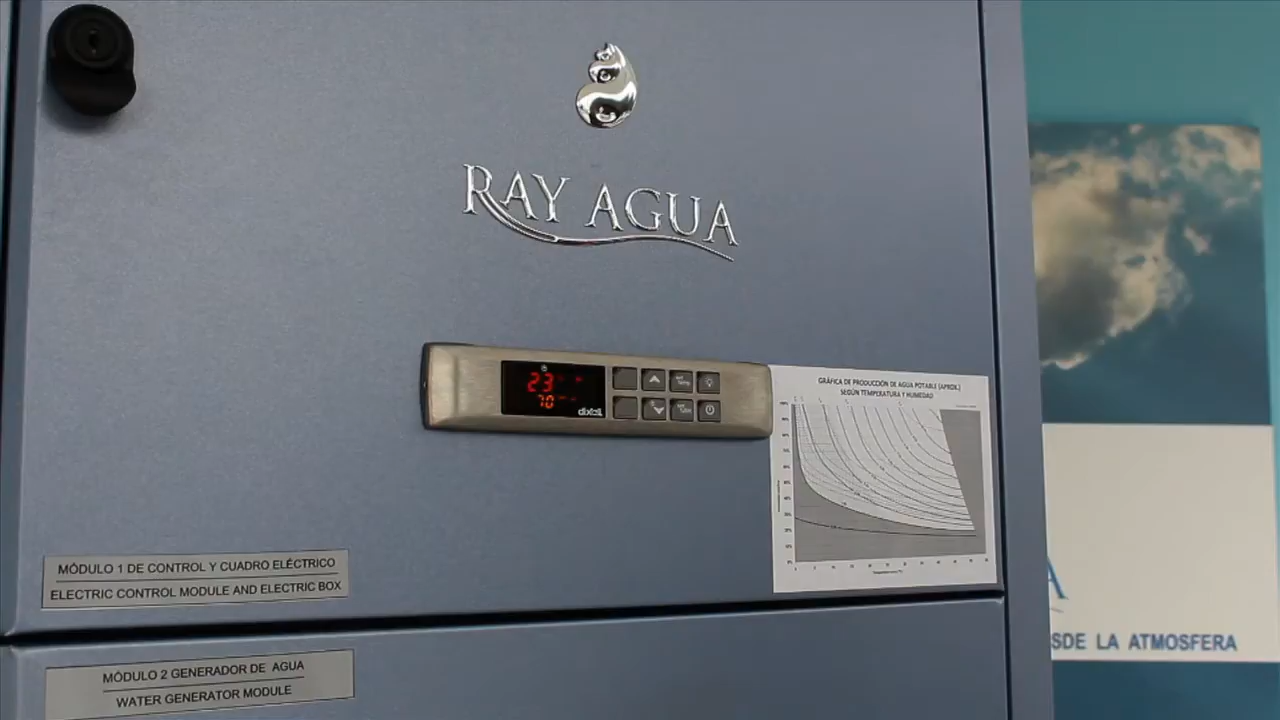 RAY AGUA
23
70
dixell
GRÁFICA DE PRODUCCIÓN DE AGUA POTABLE (APROX.)
SEGÚN TEMPERATURA Y HUMEDAD
MÓDULO 1 DE CONTROL Y CUADRO ELÉCTRICO
ELECTRIC CONTROL MODULE AND ELECTRIC BOX
MÓDULO 2 GENERADOR DE AGUA
WATER GENERATOR MODULE
A
SDE LA ATMOSFERA